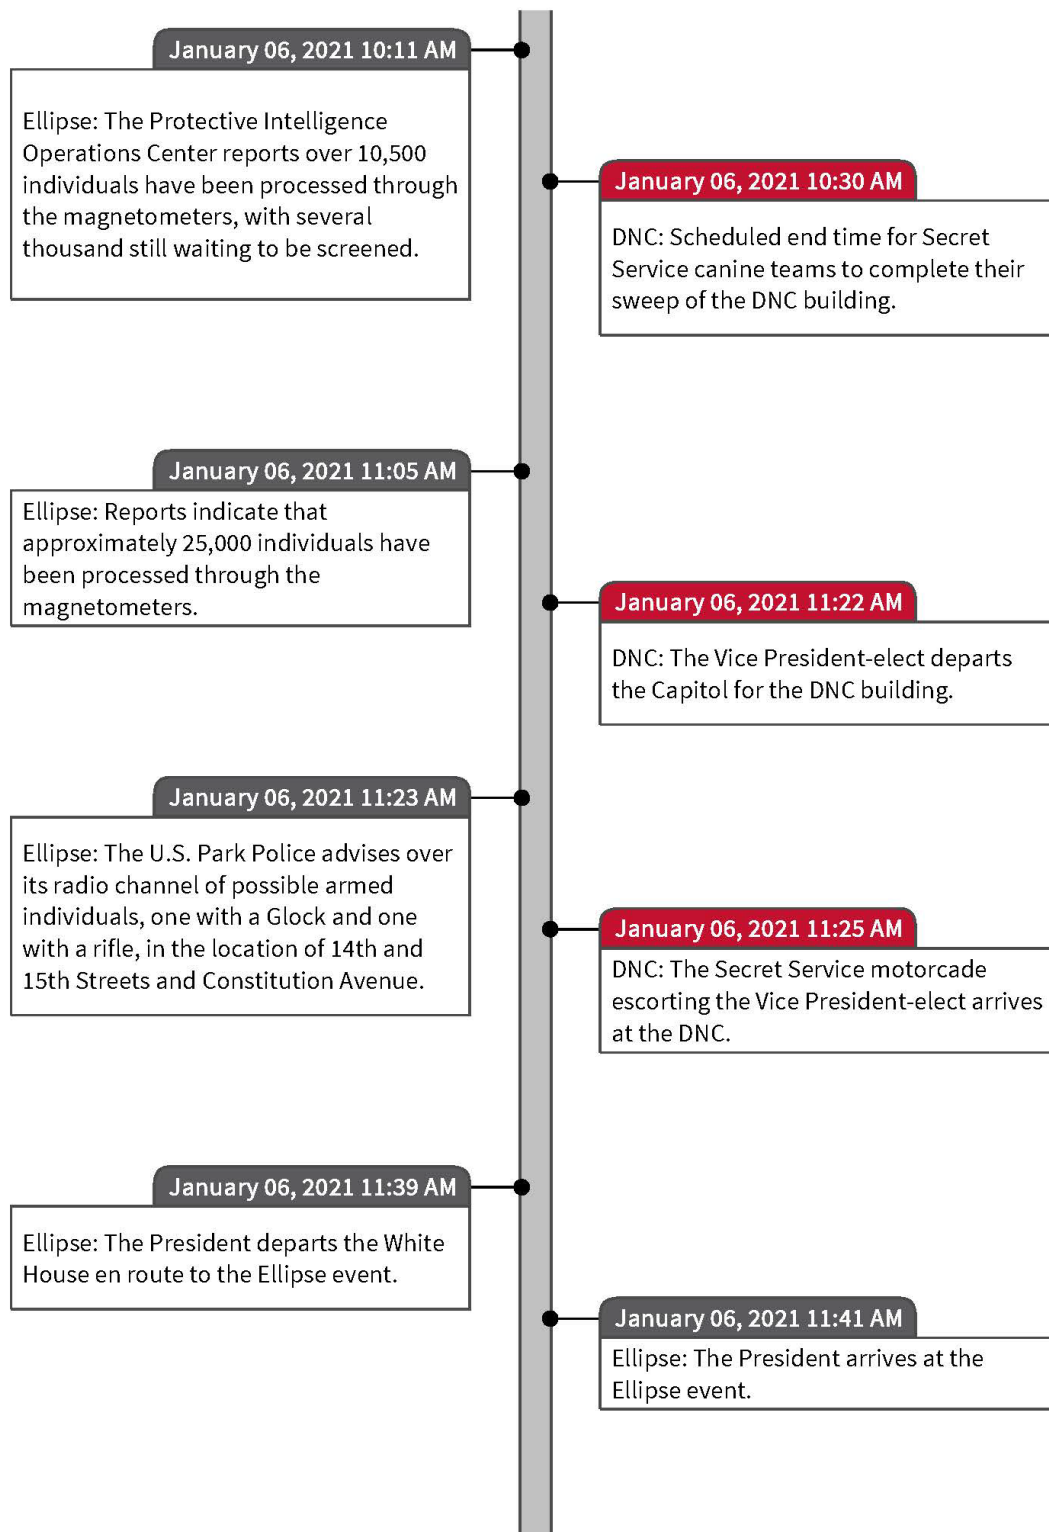 January 06, 2021 10:11 AM
Ellipse: The Protective Intelligence
Operations Center reports over 10,500
individuals have been processed through
the magnetometers, with several
thousand still waiting to be screened.
January 06, 2021 10:30 AM
DNC: Scheduled end time for Secret
Service canine teams to complete their
sweep of the DNC building.
January 06, 2021 11:05 AM
Ellipse: Reports indicate that
approximately 25,000 individuals have
been processed through the
magnetometers.
January 06, 2021 11:22 AM
DNC: The Vice President-elect departs
the Capitol for the DNC building.
January 06, 2021 11:23 AM
Ellipse: The U.S. Park Police advises over
its radio channel of possible armed
individuals, one with a Glock and one
with a rifle, in the location of 14th and
15th Streets and Constitution Avenue.
January 06, 2021 11:25 AM
DNC: The Secret Service motorcade
escorting the Vice President-elect arrives
at the DNC.
January 06, 2021 11:39 AM
Ellipse: The President departs the White
House en route to the Ellipse event.
January 06, 2021 11:41 AM
Ellipse: The President arrives at the
Ellipse event.